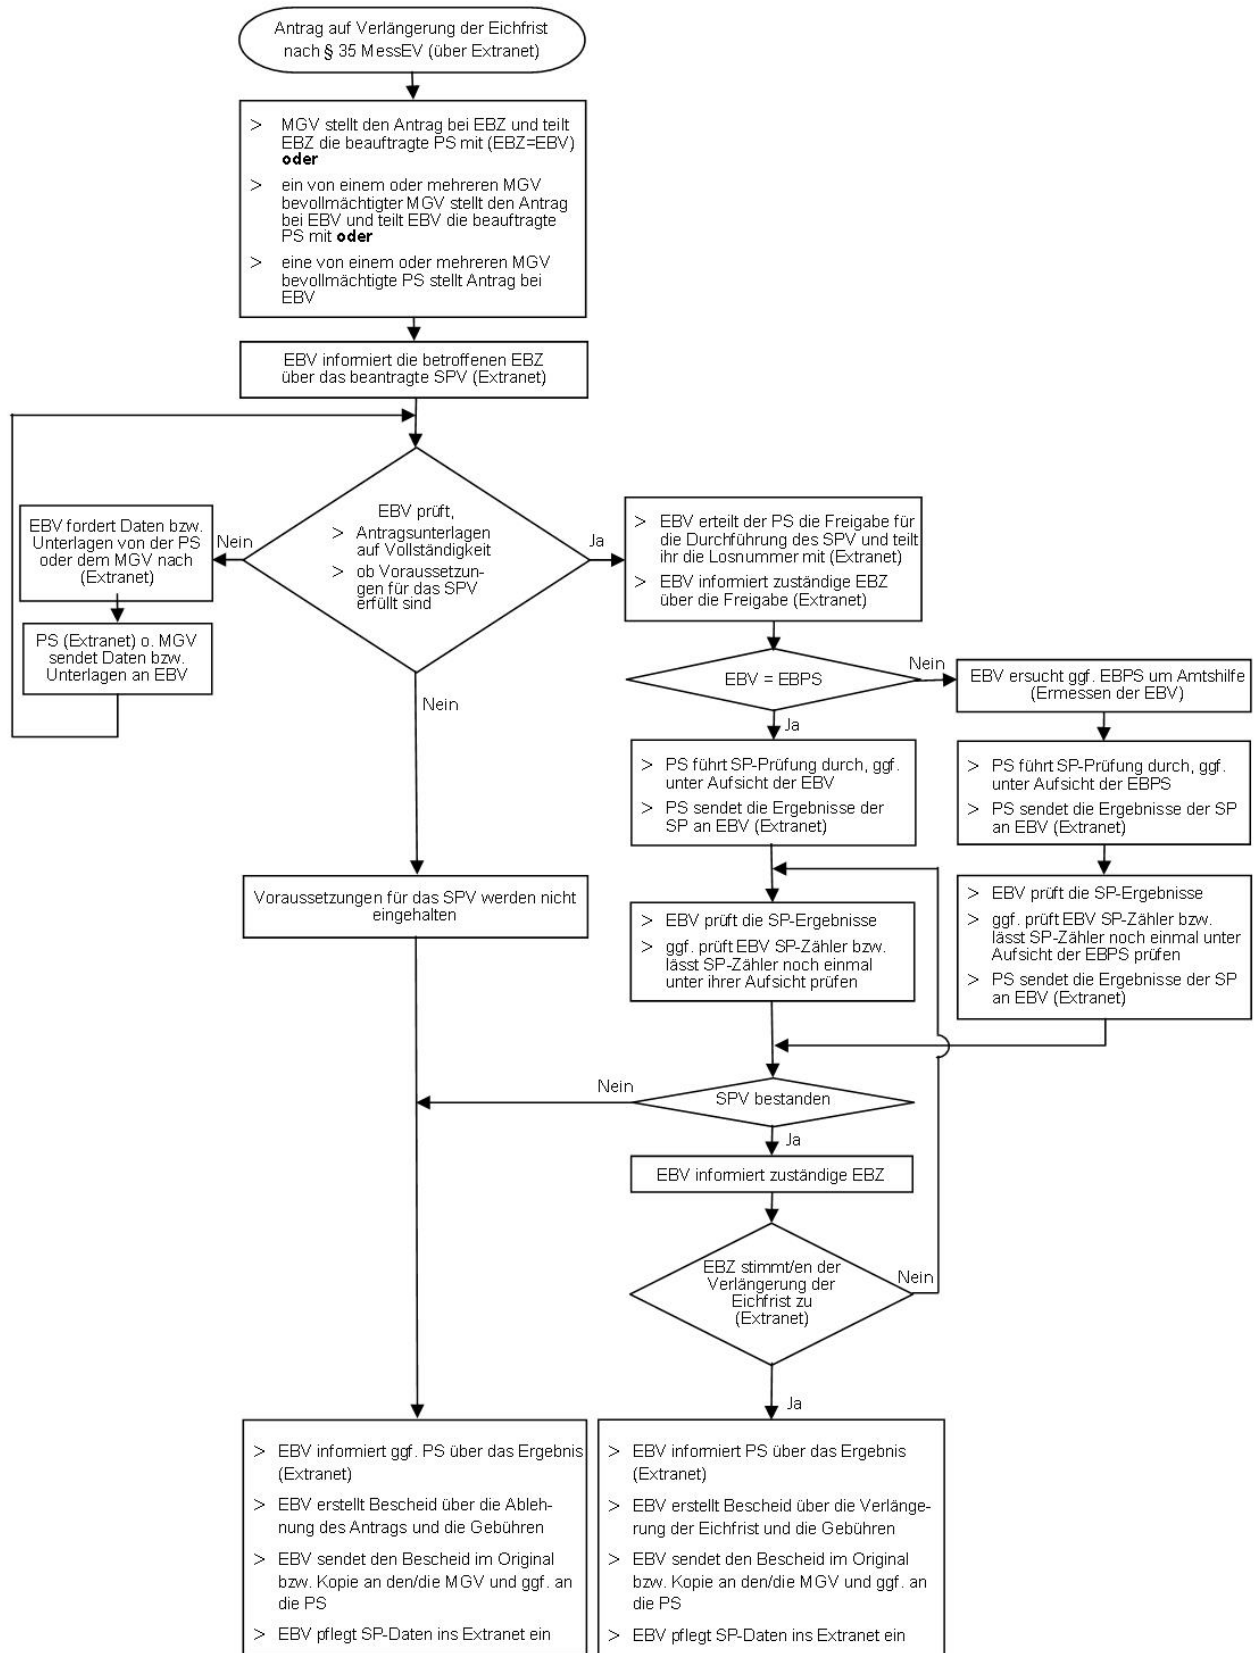 Antrag auf Verlängerung der Eichfrist
nach § 35 MessEV (über Extranet)
> MGV stellt den Antrag bei EBZ und teilt
EBZ die beauftragte PS mit (EBZ=EBV)
oder
> ein von einem oder mehreren MGV
bevollmächtigter MGV stellt den Antrag
bei EBV und teilt EBV die beauftragte
PS mit oder
> eine von einem oder mehreren MGV
bevollmächtigte PS stellt Antrag bei
EBV
EBV informiert die betroffenen EBZ
über das beantragte SPV (Extranet)
EBV prüft,
> Antragsunterlagen
auf Vollständigkeit
> ob Voraussetzun-
gen für das SPV
erfüllt sind
Nein
EBV fordert Daten bzw.
Unterlagen von der PS
oder dem MGV nach
(Extranet)
PS (Extranet) o. MGV
sendet Daten bzw.
Unterlagen an EBV
Ja
> EBV erteilt der PS die Freigabe für
die Durchführung des SPV und teilt
ihr die Losnummer mit (Extranet)
> EBV informiert zuständige EBZ
über die Freigabe (Extranet)
EBV = EBPS
Nein
EBV ersucht ggf. EBPS um Amtshilfe
(Ermessen der EBV)
Nein
Ja
> PS führt SP-Prüfung durch, ggf.
unter Aufsicht der EBV
> PS sendet die Ergebnisse der
SP an EBV (Extranet)
> PS führt SP-Prüfung durch, ggf.
unter Aufsicht der EBPS
> PS sendet die Ergebnisse der SP
an EBV (Extranet)
Voraussetzungen für das SPV werden nicht
eingehalten
> EBV prüft die SP-Ergebnisse
> ggf. prüft EBV SP-Zähler bzw.
lässt SP-Zähler noch einmal
unter ihrer Aufsicht prüfen
> EBV prüft die SP-Ergebnisse
> ggf. prüft EBV SP-Zähler bzw.
lässt SP-Zähler noch einmal unter
Aufsicht der EBPS prüfen
> PS sendet die Ergebnisse der SP
an EBV (Extranet)
Nein
SPV bestanden
Ja
EBV informiert zuständige EBZ
EBZ stimmt/en der
Verlängerung der
Eichfrist zu
(Extranet)
Nein
Ja
> EBV informiert ggf. PS über das Ergebnis
(Extranet)
> EBV erstellt Bescheid über die Ableh-
nung des Antrags und die Gebühren
> EBV sendet den Bescheid im Original
bzw. Kopie an den/die MGV und ggf. an
die PS
> EBV pflegt SP-Daten ins Extranet ein
> EBV informiert PS über das Ergebnis
(Extranet)
> EBV erstellt Bescheid über die Verlänge-
rung der Eichfrist und die Gebühren
> EBV sendet den Bescheid im Original
bzw. Kopie an den/die MGV und ggf. an
die PS
> EBV pflegt SP-Daten ins Extranet ein